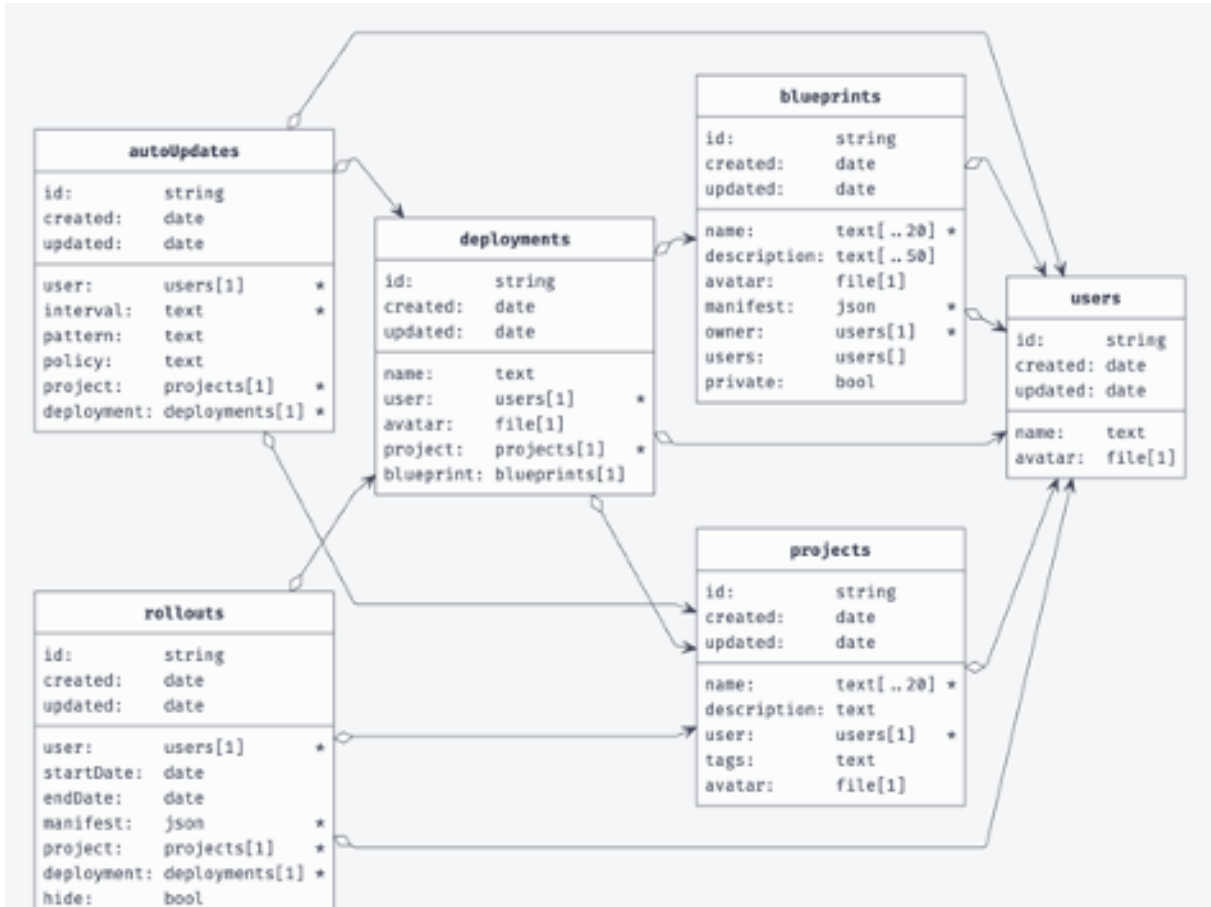 autoUpdates
id: string
created: date
updated: date
user: users[1] *
interval: text *
pattern: text
policy: text
project: projects[1] *
deployment: deployments[1] *
deployments
id: string
created: date
updated: date
name: text
user: users[1] *
avatar: file[1]
project: projects[1] *
blueprint: blueprints[1]
blueprints
id: string
created: date
updated: date
name: text[..20] *
description: text[..50]
avatar: file[1]
manifest: json *
owner: users[1] *
users: users[]
private: bool
users
id: string
created: date
updated: date
name: text
avatar: file[1]
rollouts
id: string
created: date
updated: date
user: users[1] *
startDate: date
endDate: date
manifest: json *
project: projects[1] *
deployment: deployments[1] *
hide: bool
projects
id: string
created: date
updated: date
name: text[..20] *
description: text
user: users[1] *
tags: text
avatar: file[1]